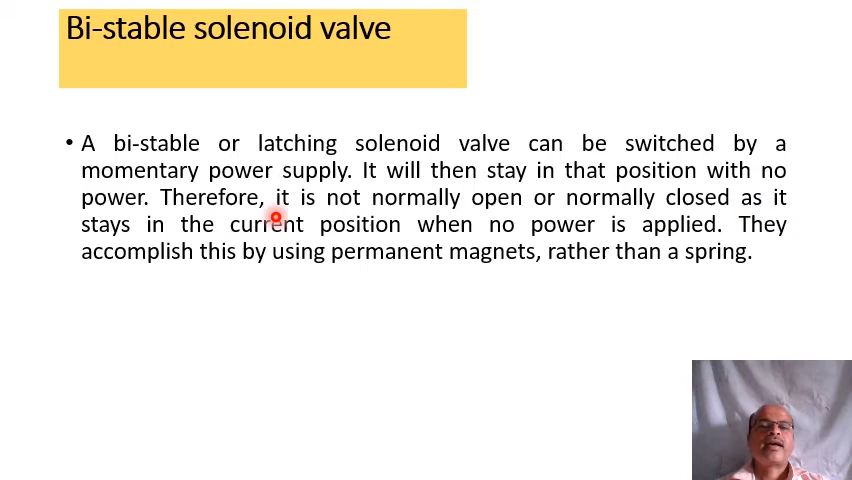 Bi-stable solenoid valve
• A bi-stable or latching solenoid valve can be switched by a
momentary power supply. It will then stay in that position with no
power. Therefore, it is not normally open or normally closed as it
stays in the current position when no power is applied. They
accomplish this by using permanent magnets, rather than a spring.